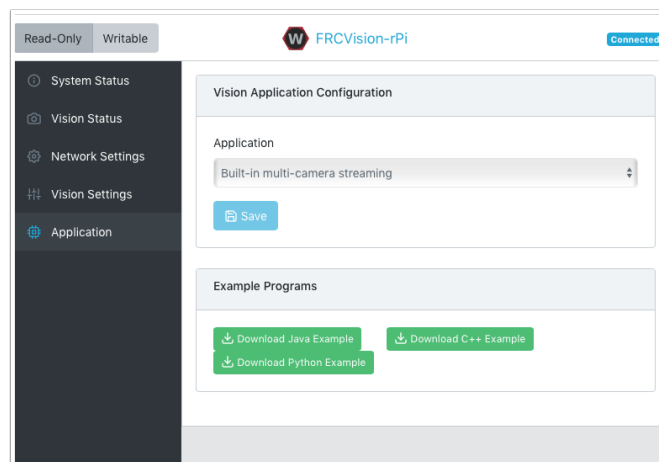 Read-Only Writable W FRCVision-rPi Connected
System Status
Vision Status
Network Settings
Vision Settings
Application
Vision Application Configuration
Application
Built-in multi-camera streaming
Save
Example Programs
Download Java Example Download C++ Example
Download Python Example